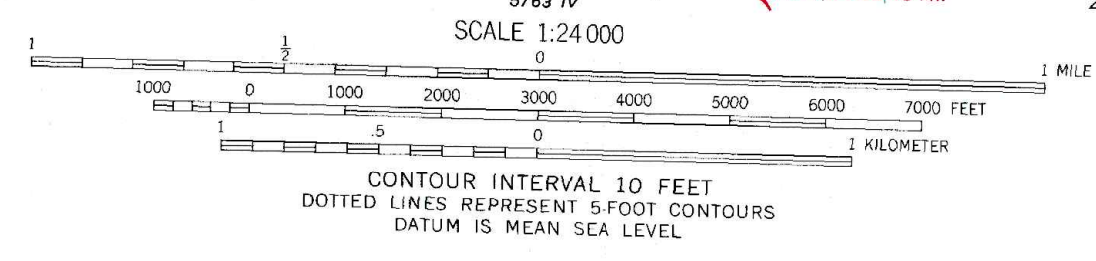 5763 IV
SCALE 1:24 000
1 1/2 0 1 MILE
1000 0 1000 2000 3000 4000 5000 6000 7000 FEET
1 .5 0 1 KILOMETER
CONTOUR INTERVAL 10 FEET
DOTTED LINES REPRESENT 5-FOOT CONTOURS
DATUM IS MEAN SEA LEVEL